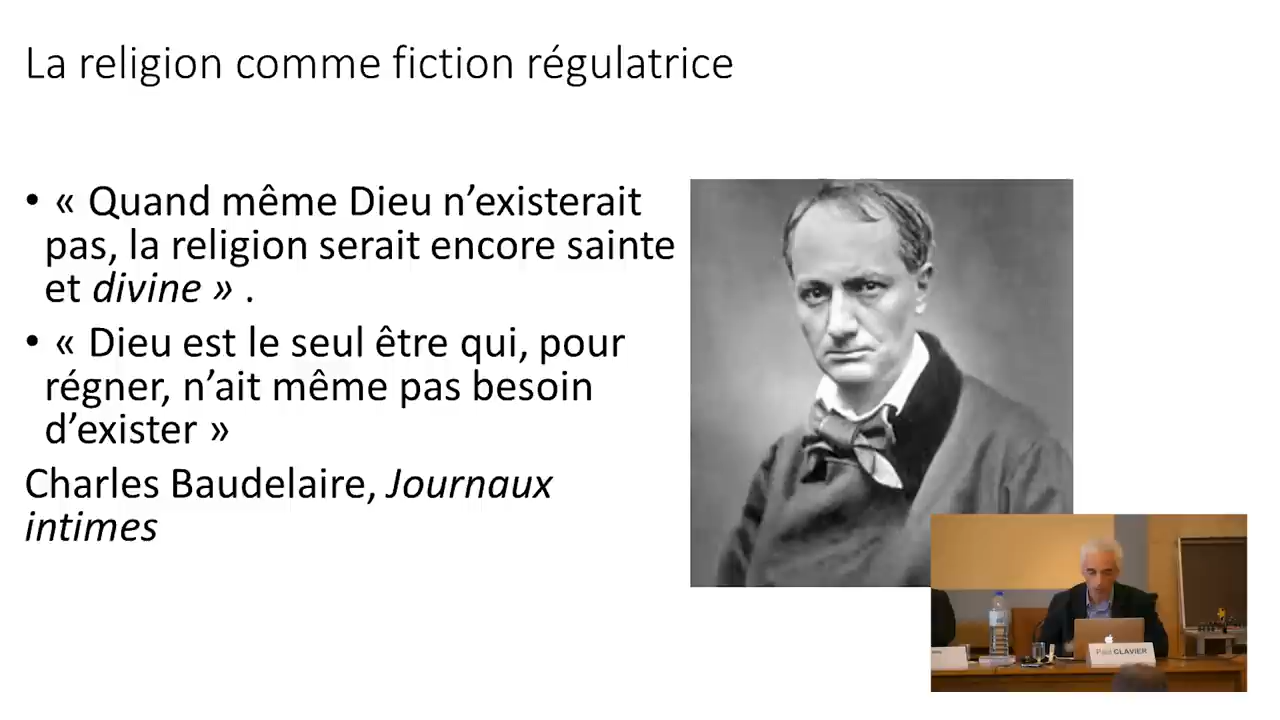 La religion comme fiction régulatrice
• « Quand même Dieu n’existerait
pas, la religion serait encore sainte
et divine » .
• « Dieu est le seul être qui, pour
régner, n’ait même pas besoin
d’exister »
Charles Baudelaire, Journaux
intimes
Paul CLAVIER